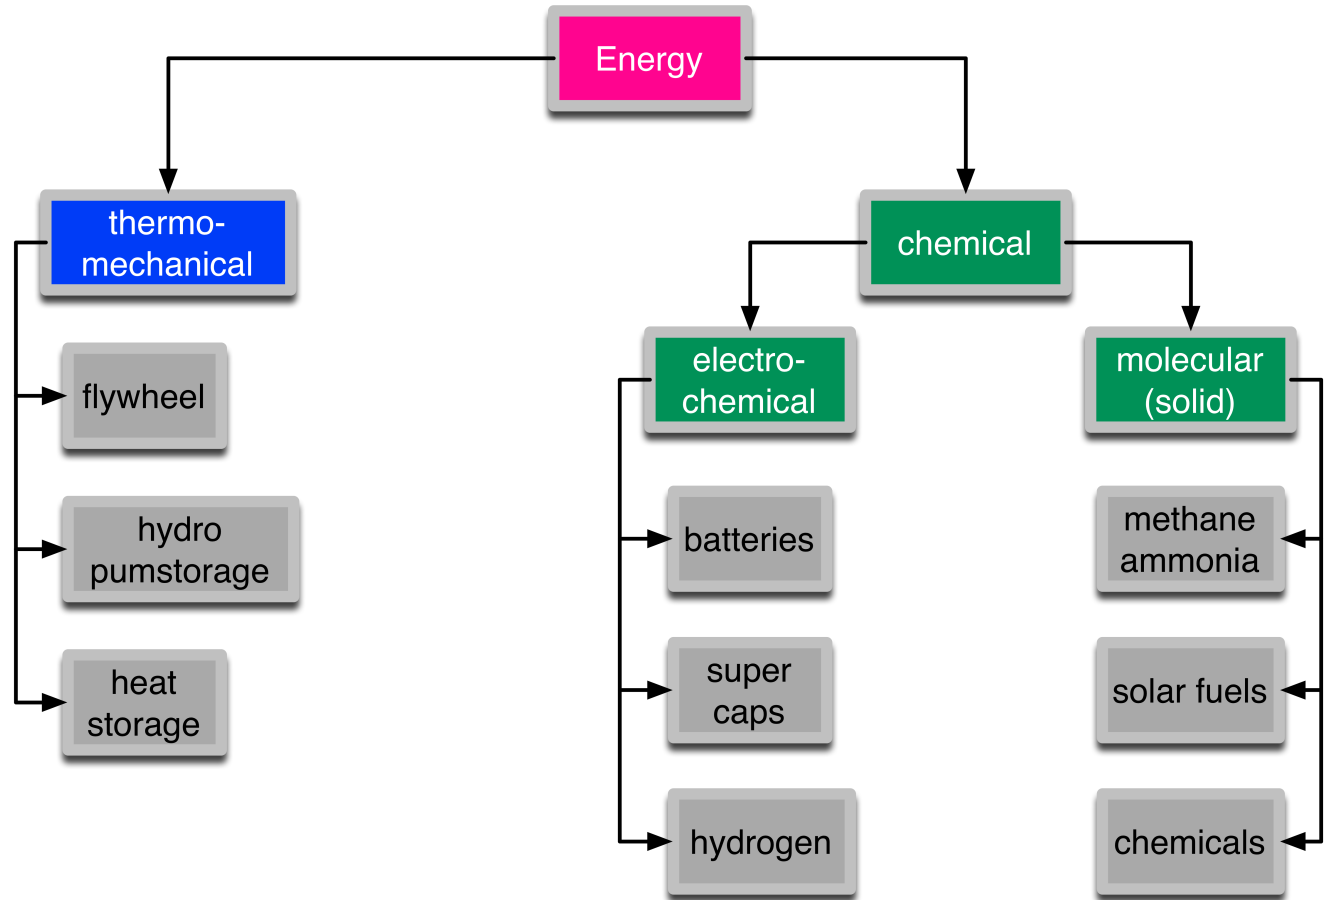 Energy
thermo-
mechanical
flywheel
hydro
pumstorage
heat
storage
chemical
electro-
chemical
batteries
super
caps
hydrogen
molecular
(solid)
methane
ammonia
solar fuels
chemicals